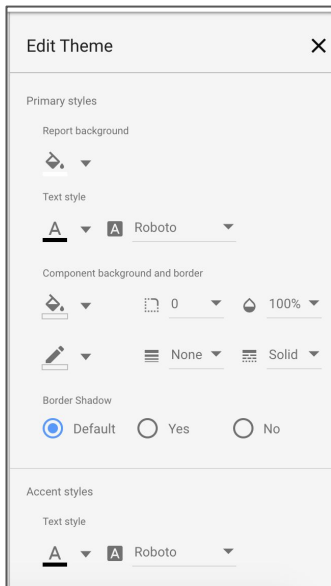 Edit Theme
Primary styles
Report background
Text style
A A Roboto
Component background and border
0 100%
None Solid
Border Shadow
Default Yes No
Accent styles
Text style
A A Roboto